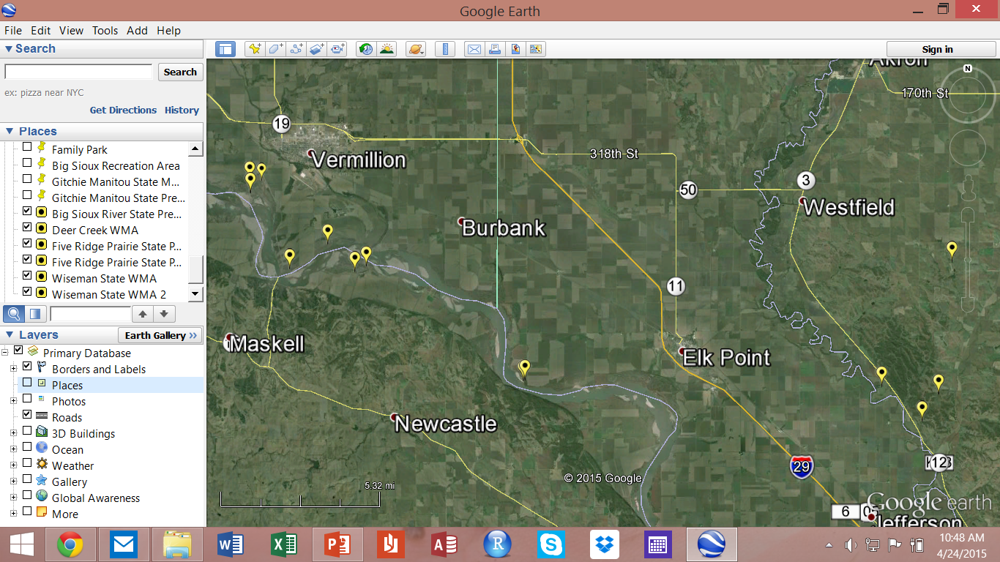 Google Earth
File Edit View Tools Add Help
Search
Search
ex: pizza near NYC
Get Directions History
Places
Family Park
Big Sioux Recreation Area
Gitchie Manitou State M...
Gitchie Manitou State Pre...
Big Sioux River State Pre...
Deer Creek WMA
Five Ridge Prairie State P...
Five Ridge Prairie State P...
Wiseman State WMA
Wiseman State WMA 2
Layers
Earth Gallery >>
Primary Database
Borders and Labels
Places
Photos
Roads
3D Buildings
Ocean
Weather
Gallery
Global Awareness
More
Sign in
N
Akron
170th St
19
Vermillion
318th St
50
3
Westfield
Burbank
11
Maskell
Elk Point
Newcastle
29
12
6
5.32 mi
© 2015 Google
Google earth
Jefferson
10:48 AM
4/24/2015